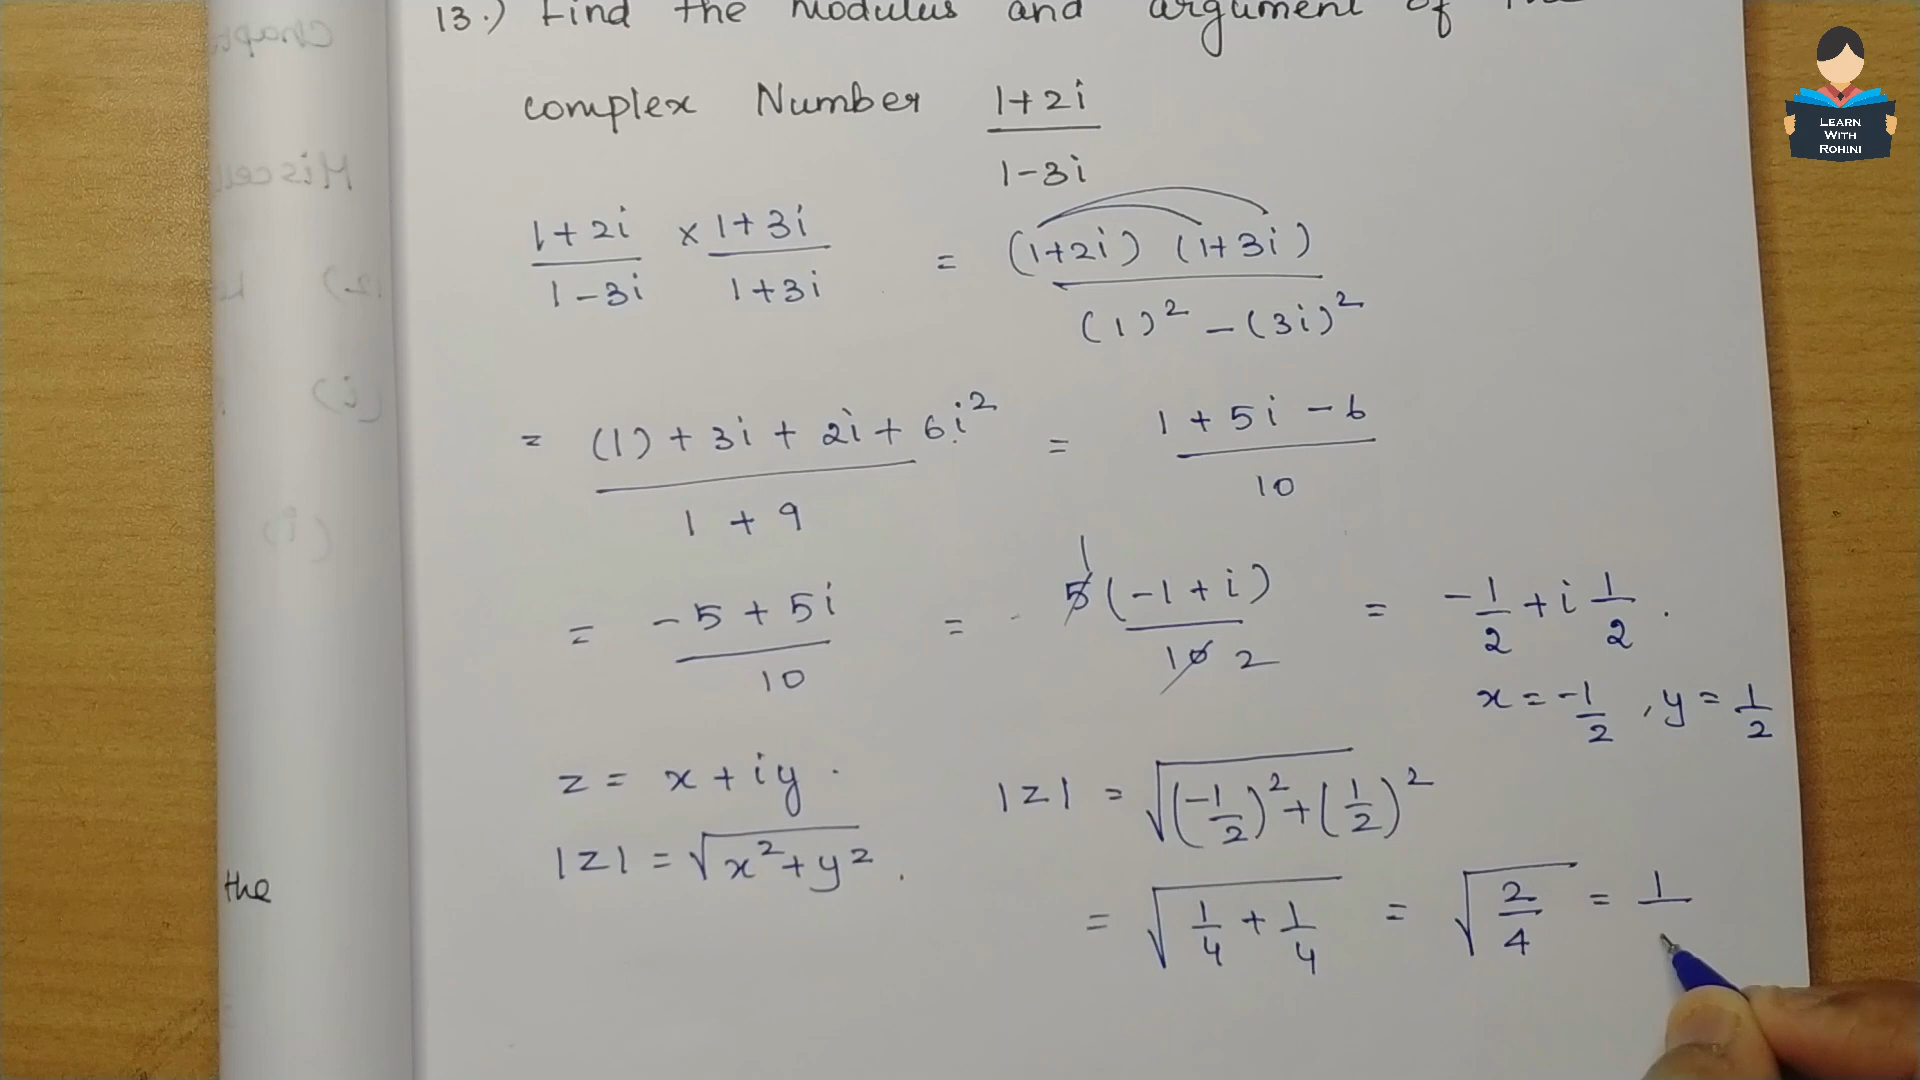 13.) Find the Modulus and argument of the
complex Number 1+2i / 1-3i
1+2i / 1-3i × 1+3i / 1+3i = (1+2i) (1+3i) / (1)² - (3i)²
= (1) + 3i + 2i + 6i² / 1 + 9 = 1 + 5i - 6 / 10
= -5 + 5i / 10 = 5(-1 + i) / 10 2 = -1/2 + i 1/2 .
x = -1/2 , y = 1/2
z = x + iy . |z| = √(-1/2)² + (1/2)²
|z| = √x² + y² .
= √1/4 + 1/4 = √2/4 = 1
the
LEARN
WITH
ROHINI